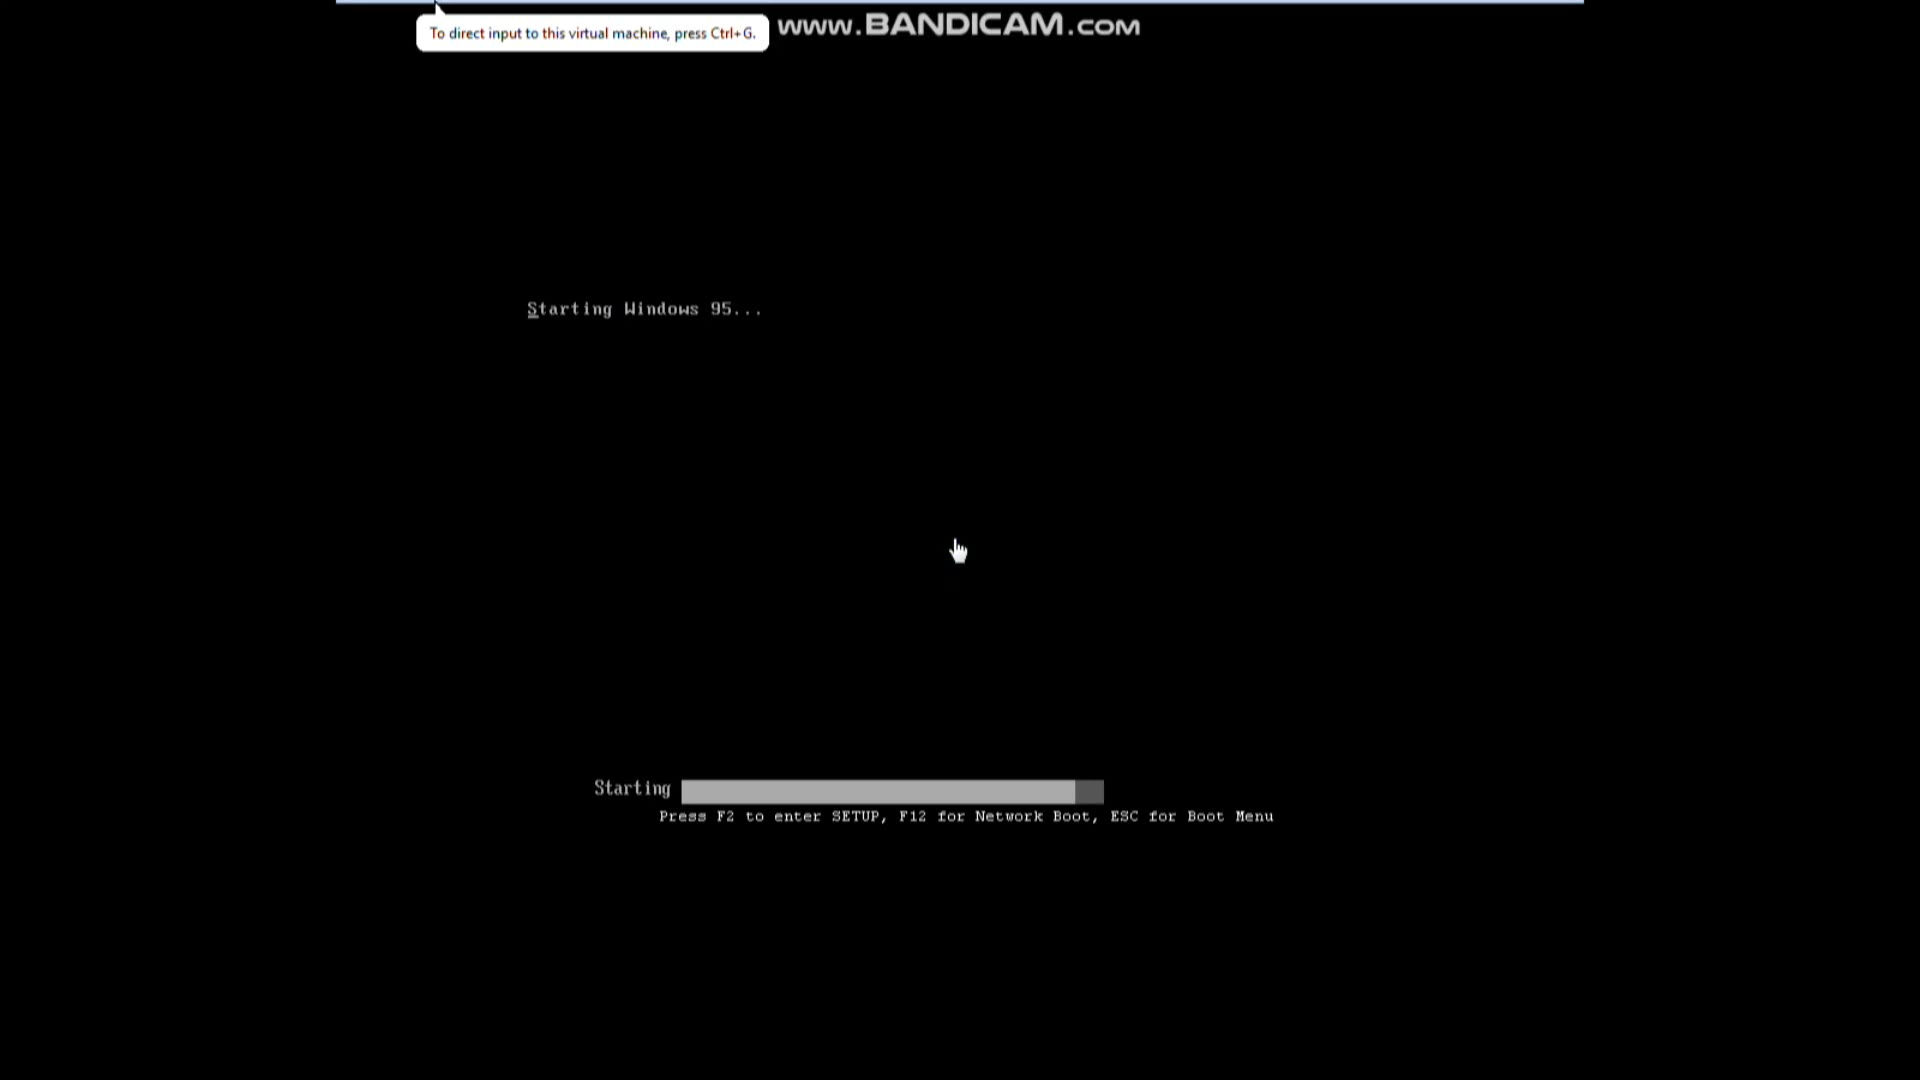 To direct input to this virtual machine, press Ctrl+G.
www.BANDICAM.com
Starting Windows 95...
Starting
Press F2 to enter SETUP, F12 for Network Boot, ESC for Boot Menu